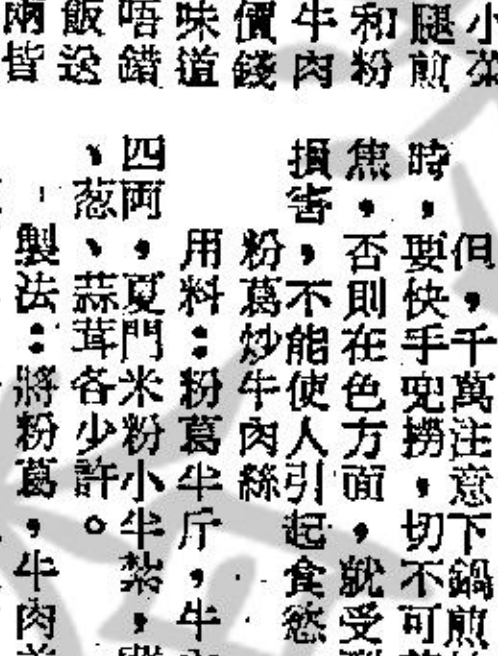 小菜
腿煎
和粉
牛肉
價錢
味道
唔錯
飯送
兩皆
但，千萬注意下鍋煎
時，要快手兜撈，切不可
焦，否則在色方面，就受
損害，不能使人引起食慾
粉葛炒牛肉絲
用料：粉葛半斤，牛
四両，夏門米粉小半紮，
、葱、蒜茸各少許。
製法：將粉葛，牛肉